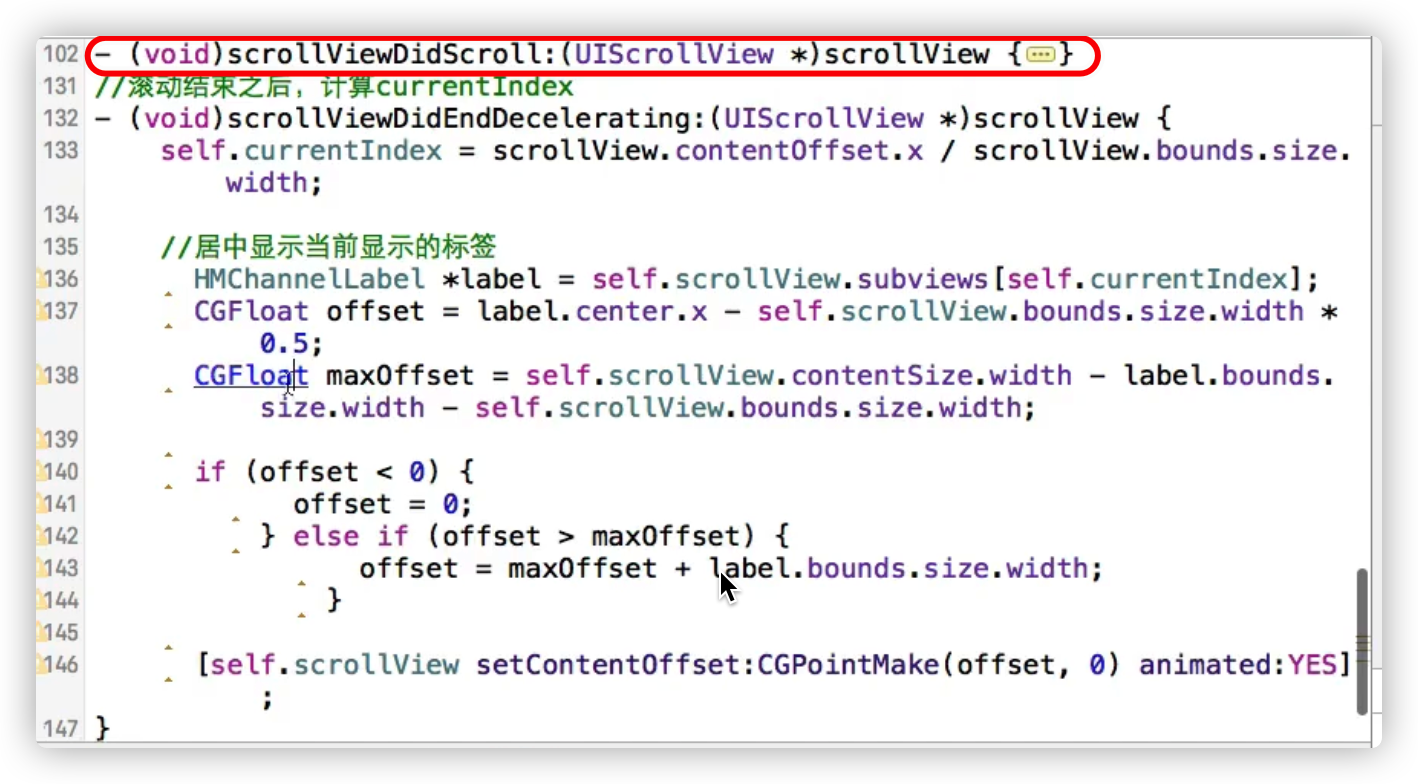 102 - (void)scrollViewDidScroll:(UIScrollView *)scrollView {...}
131 //滚动结束之后，计算currentIndex
132 - (void)scrollViewDidEndDecelerating:(UIScrollView *)scrollView {
133 self.currentIndex = scrollView.contentOffset.x / scrollView.bounds.size.
width;
134
135 //居中显示当前显示的标签
136 HMChannelLabel *label = self.scrollView.subviews[self.currentIndex];
137 CGFloat offset = label.center.x - self.scrollView.bounds.size.width *
0.5;
138 CGFloat maxOffset = self.scrollView.contentSize.width - label.bounds.
size.width - self.scrollView.bounds.size.width;
139
140 if (offset < 0) {
141 offset = 0;
142 } else if (offset > maxOffset) {
143 offset = maxOffset + label.bounds.size.width;
144 }
145
146 [self.scrollView setContentOffset:CGPointMake(offset, 0) animated:YES]
;
147 }